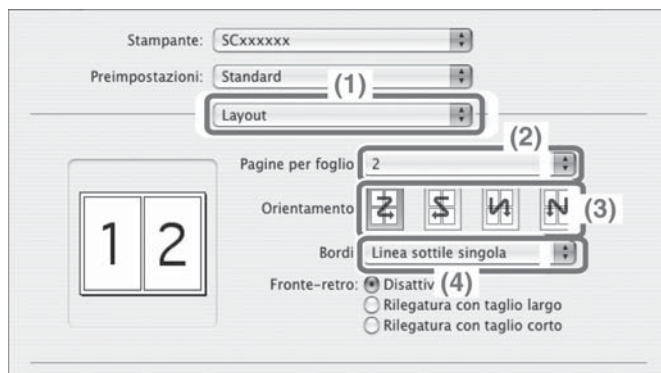 Stampante: SCxxxxxx
Preimpostazioni: Standard
(1)
Layout
(2)
Pagine per foglio 2
Orientamento (3)
Bordi Linea sottile singola
Fronte-retro: Disattiv (4)
Rilegatura con taglio largo
Rilegatura con taglio corto
1 2